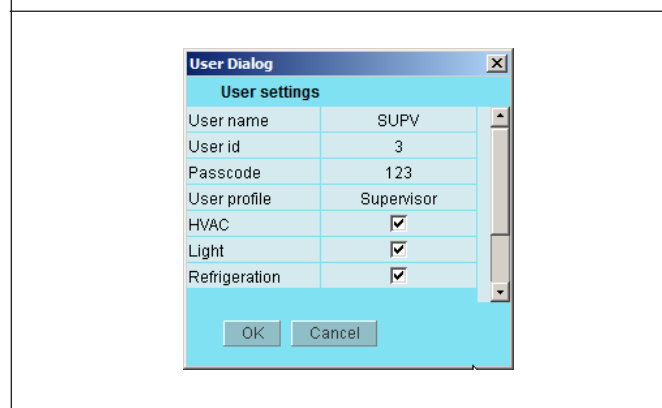 User Dialog
User settings
User name SUPV
User id 3
Passcode 123
User profile Supervisor
HVAC
Light
Refrigeration
OK Cancel